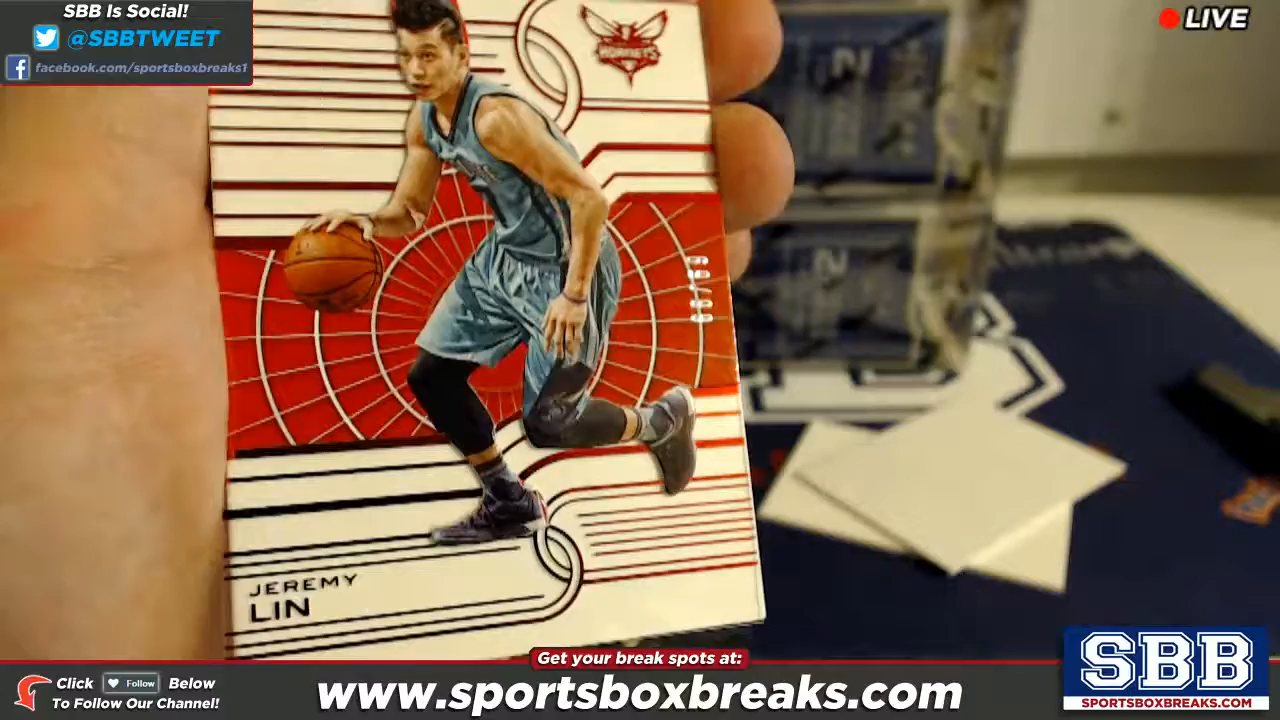 SBB Is Social!
@SBBTWEET
facebook.com/sportsboxbreaks1
LIVE
HORNETS
JEREMY
LIN
Get your break spots at:
Click Follow Below
To Follow Our Channel!
www.sportsboxbreaks.com
SBB
SPORTSBOXBREAKS.COM